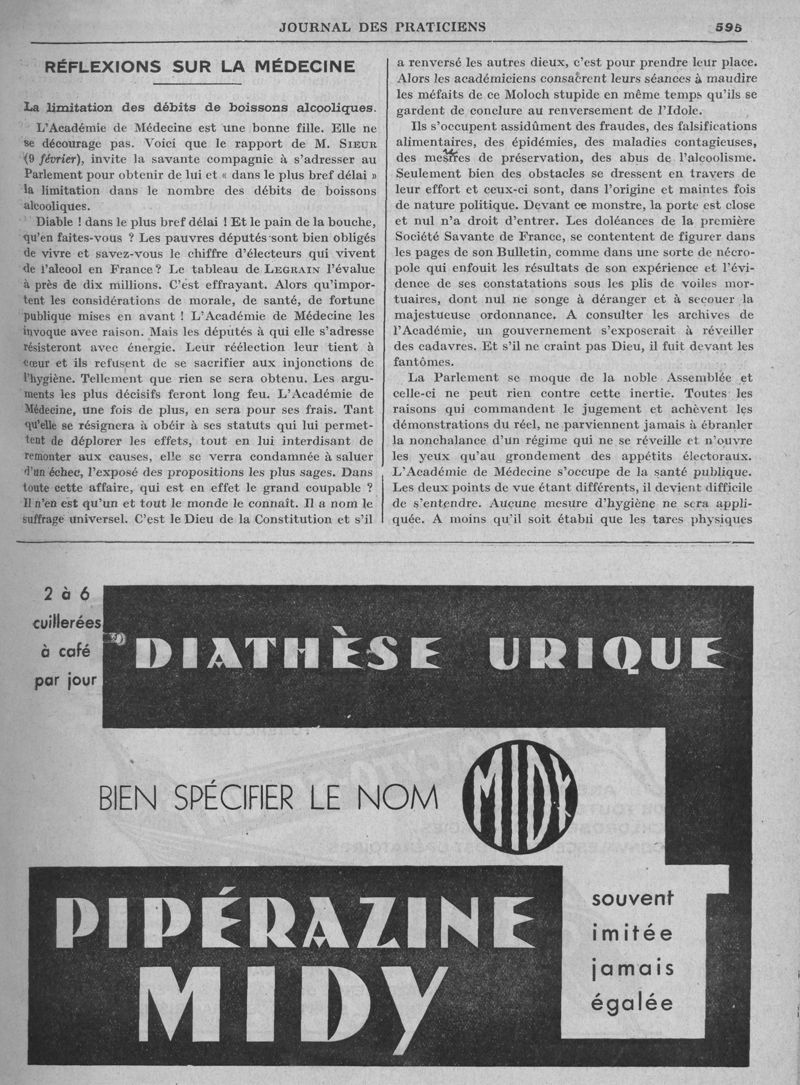 JOURNAL DES PRATICIENS 595
RÉFLEXIONS SUR LA MÉDECINE
La limitation des débits de boissons alcooliques.
L'Académie de Médecine est une bonne fille. Elle ne
se décourage pas. Voici que le rapport de M. SIEUR
(9 février), invite la savante compagnie à s'adresser au
Parlement pour obtenir de lui et « dans le plus bref délai »
la limitation dans le nombre des débits de boissons
alcooliques.
Diable ! dans le plus bref délai ! Et le pain de la bouche,
qu'en faites-vous ? Les pauvres députés sont bien obligés
de vivre et savez-vous le chiffre d'électeurs qui vivent
de l'alcool en France ? Le tableau de LEGRAIN l'évalue
à près de dix millions. C'est effrayant. Alors qu'impor-
tent les considérations de morale, de santé, de fortune
publique mises en avant ! L'Académie de Médecine les
invoque avec raison. Mais les députés à qui elle s'adresse
résisteront avec énergie. Leur réélection leur tient à
cœur et ils refusent de se sacrifier aux injonctions de
l'hygiène. Tellement que rien se sera obtenu. Les argu-
ments les plus décisifs feront long feu. L'Académie de
Médecine, une fois de plus, en sera pour ses frais. Tant
qu'elle se résignera à obéir à ses statuts qui lui permet-
tent de déplorer les effets, tout en lui interdisant de
remonter aux causes, elle se verra condamnée à saluer
d'un échec, l'exposé des propositions les plus sages. Dans
toute cette affaire, qui est en effet le grand coupable ?
Il n'en est qu'un et tout le monde le connaît. Il a nom le
suffrage universel. C'est le Dieu de la Constitution et s'il
a renversé les autres dieux, c'est pour prendre leur place.
Alors les académiciens consacrent leurs séances à maudire
les méfaits de ce Moloch stupide en même temps qu'ils se
gardent de conclure au renversement de l'Idole.
Ils s'occupent assidûment des fraudes, des falsifications
alimentaires, des épidémies, des maladies contagieuses,
des mesures de préservation, des abus de l'alcoolisme.
Seulement bien des obstacles se dressent en travers de
leur effort et ceux-ci sont, dans l'origine et maintes fois
de nature politique. Devant ce monstre, la porte est close
et nul n'a droit d'entrer. Les doléances de la première
Société Savante de France, se contentent de figurer dans
les pages de son Bulletin, comme dans une sorte de nécro-
pole qui enfouit les résultats de son expérience et l'évi-
dence de ses constatations sous les plis de voiles mor-
tuaires, dont nul ne songe à déranger et à secouer la
majestueuse ordonnance. A consulter les archives de
l'Académie, un gouvernement s'exposerait à réveiller
des cadavres. Et s'il ne craint pas Dieu, il fuit devant les
fantômes.
La Parlement se moque de la noble Assemblée et
celle-ci ne peut rien contre cette inertie. Toutes les
raisons qui commandent le jugement et achèvent les
démonstrations du réel, ne parviennent jamais à ébranler
la nonchalance d'un régime qui ne se réveille et n'ouvre
les yeux qu'au grondement des appétits électoraux.
L'Académie de Médecine s'occupe de la santé publique.
Les deux points de vue étant différents, il devient difficile
de s'entendre. Aucune mesure d'hygiène ne sera appli-
quée. A moins qu'il soit établi que les tares physiques
2 à 6
cuillerées
à café
par jour
DIATHÈSE URIQUE
BIEN SPÉCIFIER LE NOM MIDY
PIPÉRAZINE
MIDY
souvent
imitée
jamais
égalée